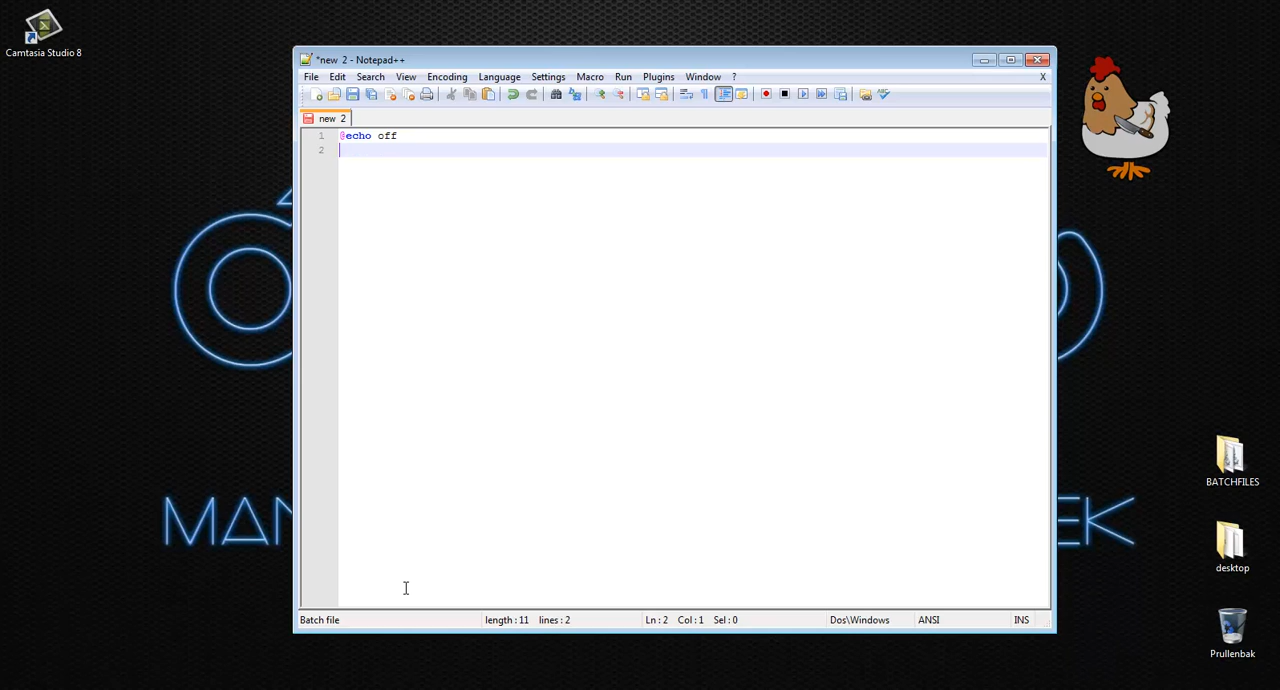 Camtasia Studio 8
*new 2 - Notepad++
File Edit Search View Encoding Language Settings Macro Run Plugins Window ? X
new 2
1 @echo off
2
MAN
EK
BATCHFILES
desktop
Prullenbak
Batch file length : 11 lines : 2 Ln : 2 Col : 1 Sel : 0 Dos\Windows ANSI INS